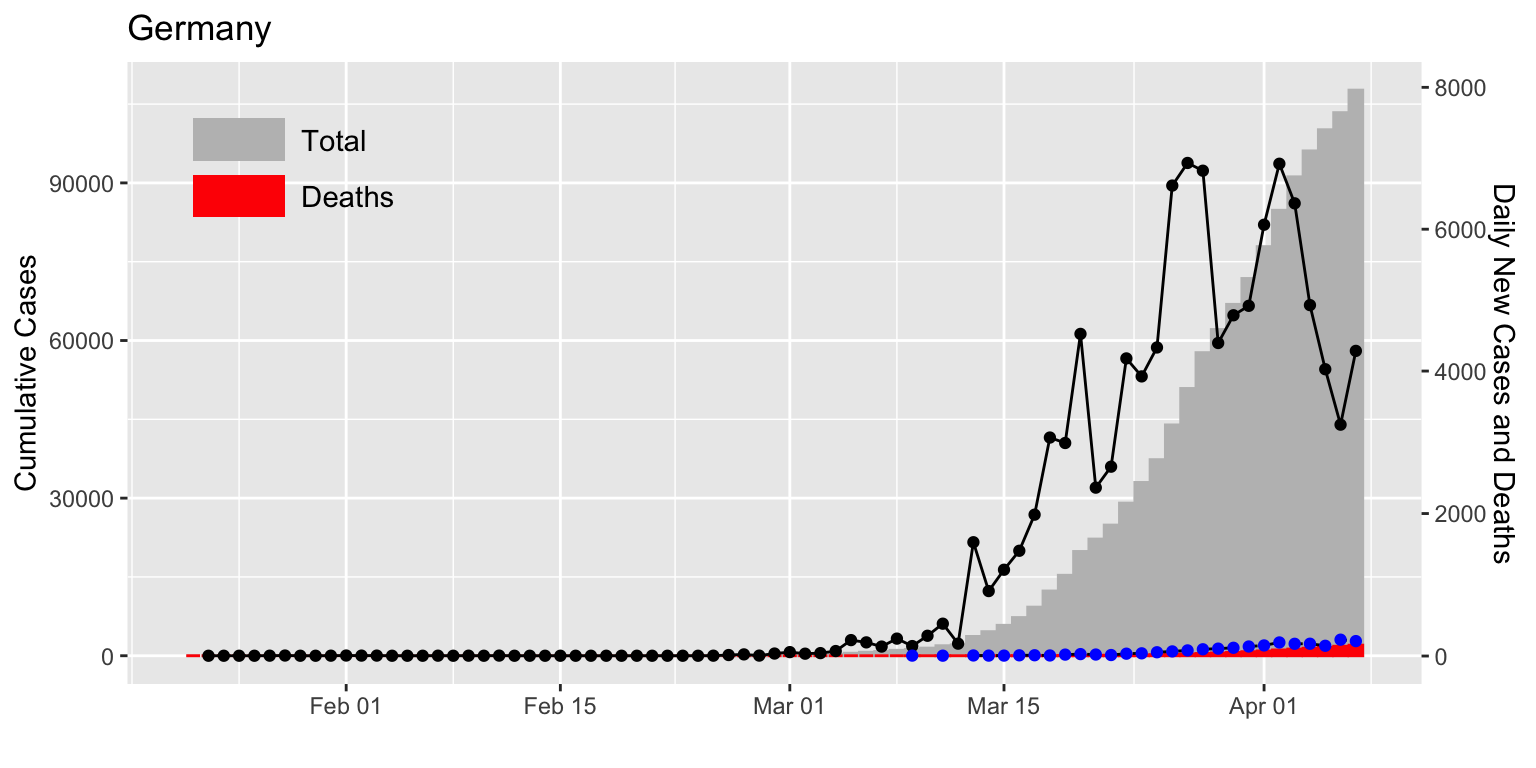 Germany
Total
Deaths
Cumulative Cases
90000
60000
30000
0
8000
6000
4000
2000
0
Daily New Cases and Deaths
Feb 01
Feb 15
Mar 01
Mar 15
Apr 01